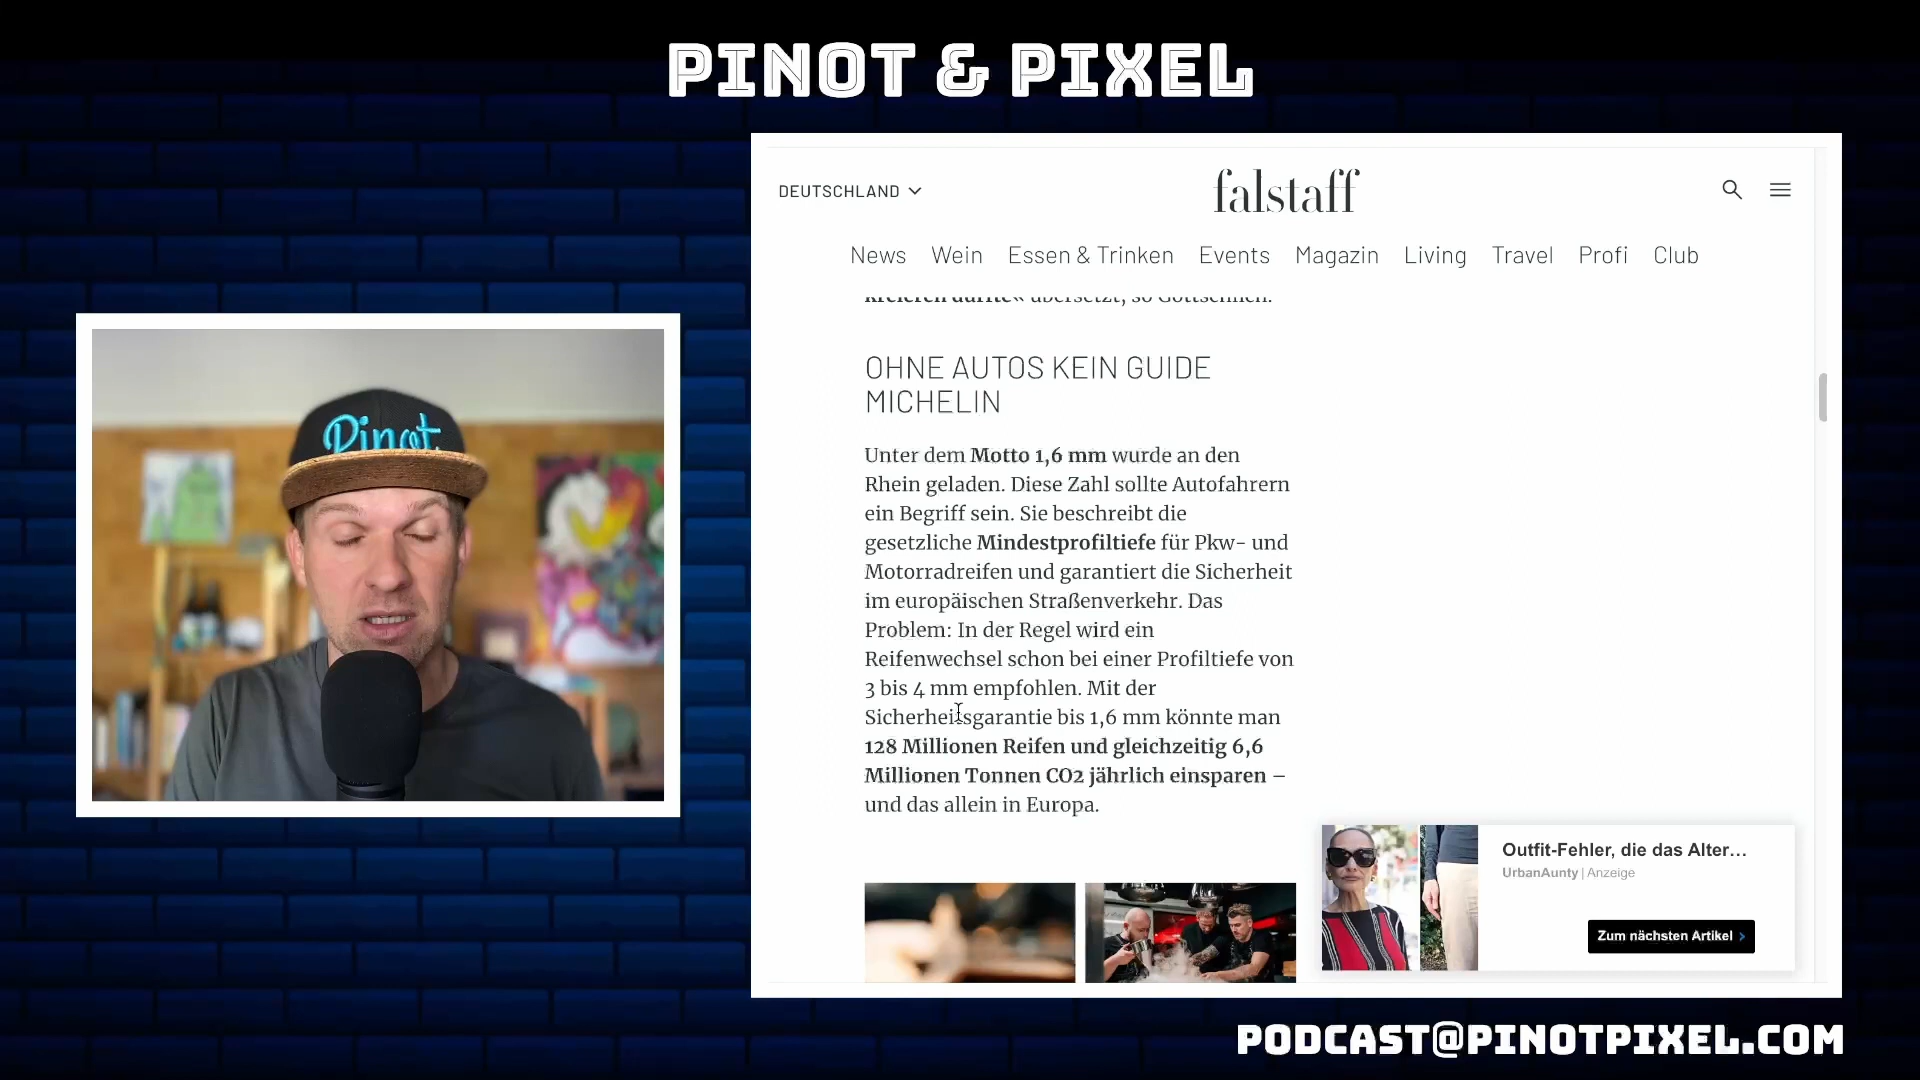 PINOT & PIXEL
Pinot
DEUTSCHLAND
falstaff
News Wein Essen & Trinken Events Magazin Living Travel Profi Club
kreieren durfte« übersetzt, so Gottschlich.
OHNE AUTOS KEIN GUIDE
MICHELIN
Unter dem Motto 1,6 mm wurde an den
Rhein geladen. Diese Zahl sollte Autofahrern
ein Begriff sein. Sie beschreibt die
gesetzliche Mindestprofiltiefe für Pkw- und
Motorradreifen und garantiert die Sicherheit
im europäischen Straßenverkehr. Das
Problem: In der Regel wird ein
Reifenwechsel schon bei einer Profiltiefe von
3 bis 4 mm empfohlen. Mit der
Sicherheitsgarantie bis 1,6 mm könnte man
128 Millionen Reifen und gleichzeitig 6,6
Millionen Tonnen CO2 jährlich einsparen –
und das allein in Europa.
Outfit-Fehler, die das Alter...
UrbanAunty | Anzeige
Zum nächsten Artikel >
PODCAST@PINOTPIXEL.COM